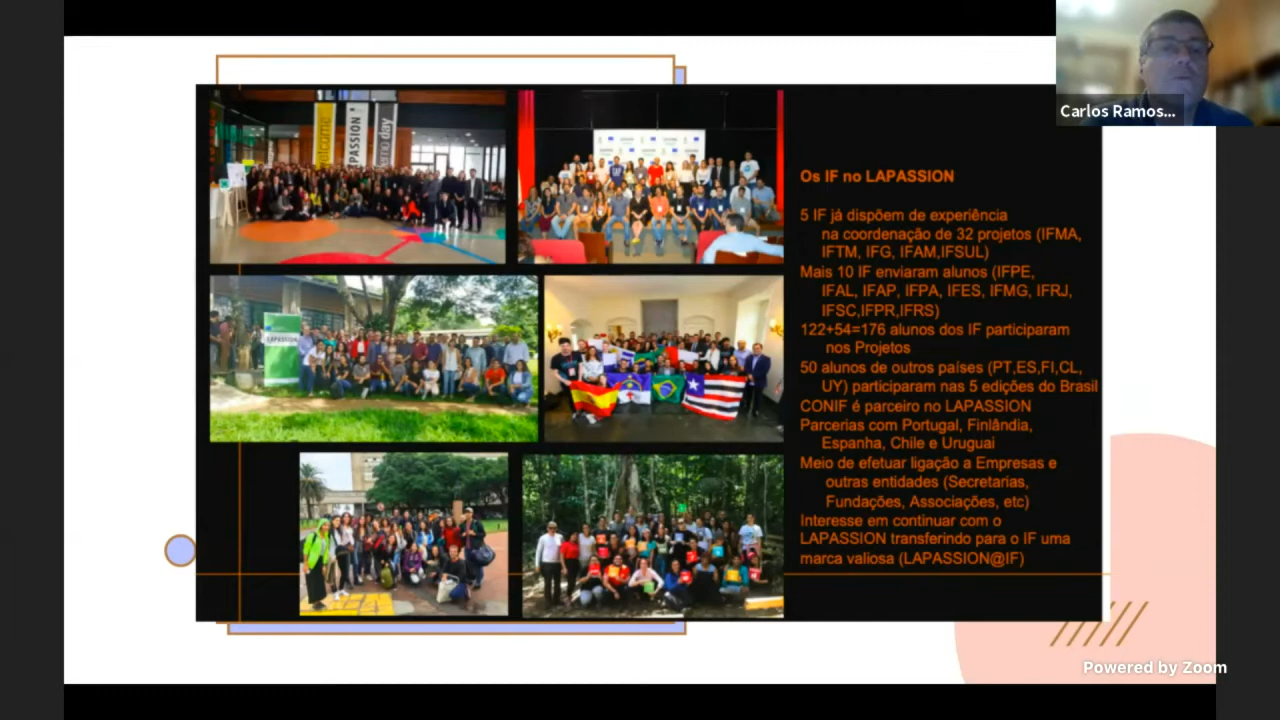 Carlos Ramos...
welcome
PASSION
demo day
LAPASSION
Os IF no LAPASSION
5 IF já dispõem de experiência
na coordenação de 32 projetos (IFMA,
IFTM, IFG, IFAM,IFSUL)
Mais 10 IF enviaram alunos (IFPE,
IFAL, IFAP, IFPA, IFES, IFMG, IFRJ,
IFSC,IFPR,IFRS)
122+54=176 alunos dos IF participaram
nos Projetos
50 alunos de outros países (PT,ES,FI,CL,
UY) participaram nas 5 edições do Brasil
CONIF é parceiro no LAPASSION
Parcerias com Portugal, Finlândia,
Espanha, Chile e Uruguai
Meio de efetuar ligação a Empresas e
outras entidades (Secretarias,
Fundações, Associações, etc)
Interesse em continuar com o
LAPASSION transferindo para o IF uma
marca valiosa (LAPASSION@IF)
Powered by Zoom